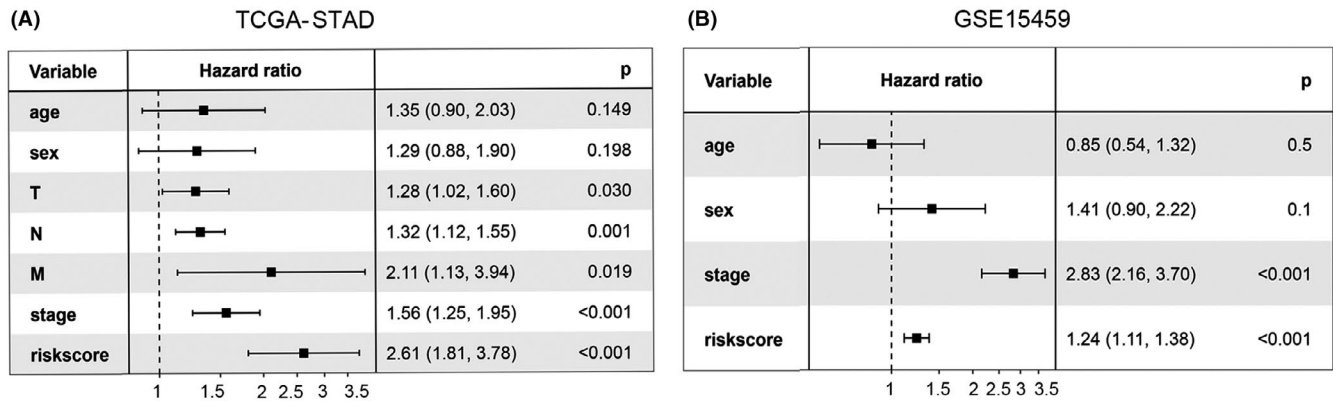 (A) TCGA-STAD
Variable Hazard ratio p
age 1.35 (0.90, 2.03) 0.149
sex 1.29 (0.88, 1.90) 0.198
T 1.28 (1.02, 1.60) 0.030
N 1.32 (1.12, 1.55) 0.001
M 2.11 (1.13, 3.94) 0.019
stage 1.56 (1.25, 1.95) <0.001
riskscore 2.61 (1.81, 3.78) <0.001
1 1.5 2 2.5 3 3.5
(B) GSE15459
Variable Hazard ratio p
age 0.85 (0.54, 1.32) 0.5
sex 1.41 (0.90, 2.22) 0.1
stage 2.83 (2.16, 3.70) <0.001
riskscore 1.24 (1.11, 1.38) <0.001
1 1.5 2 2.5 3 3.5